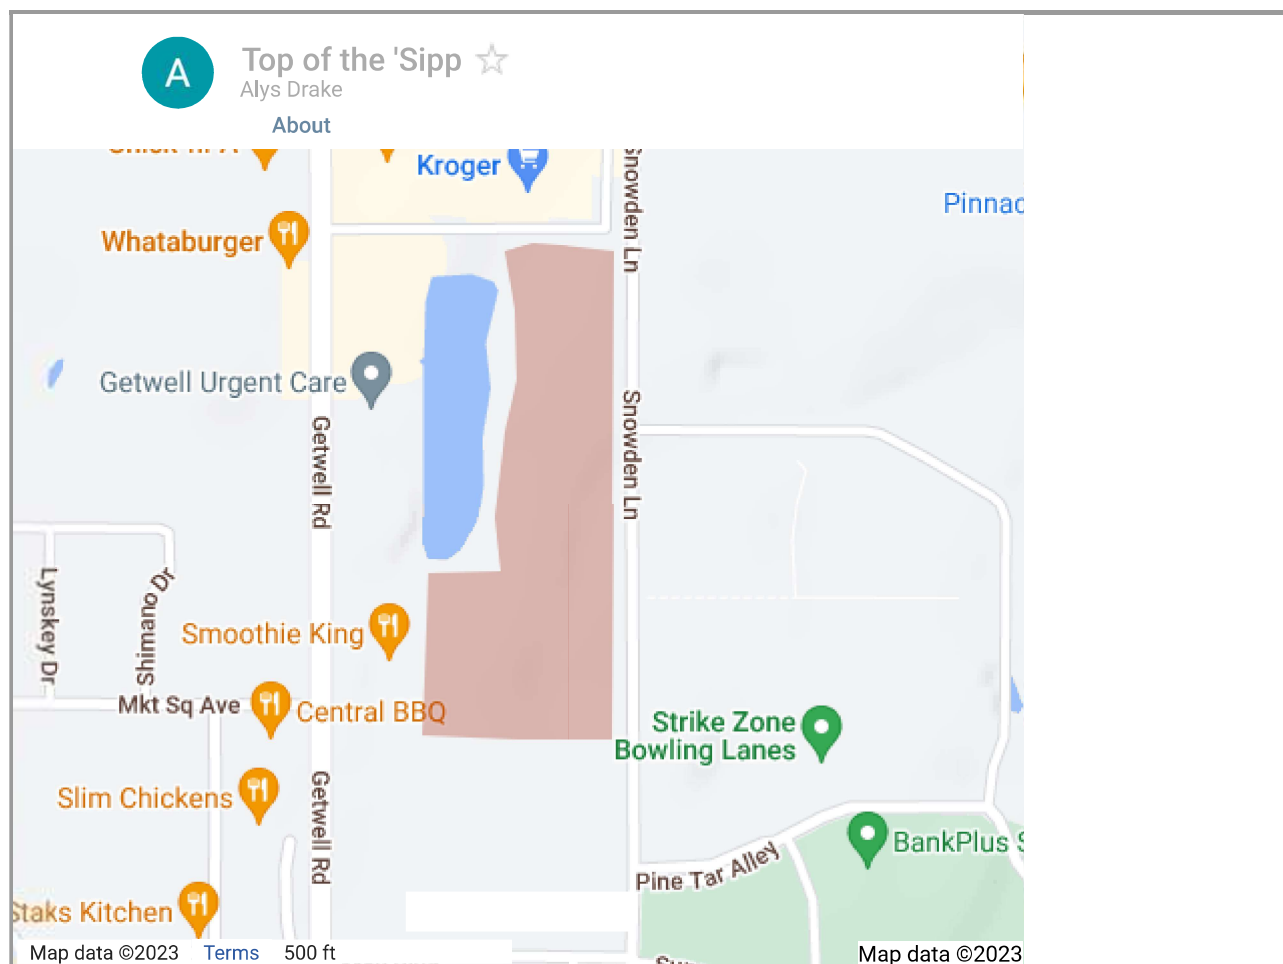 A
Top of the 'Sipp
Alys Drake
About
Kroger
Snowden Ln
Pinnac
Whataburger
Getwell Urgent Care
Getwell Rd
Snowden Ln
Lynskey Dr
Shimano Dr
Smoothie King
Mkt Sq Ave
Central BBQ
Strike Zone
Bowling Lanes
Slim Chickens
Getwell Rd
BankPlus S
Pine Tar Alley
Staks Kitchen
Map data ©2023
Terms
500 ft
Map data ©2023